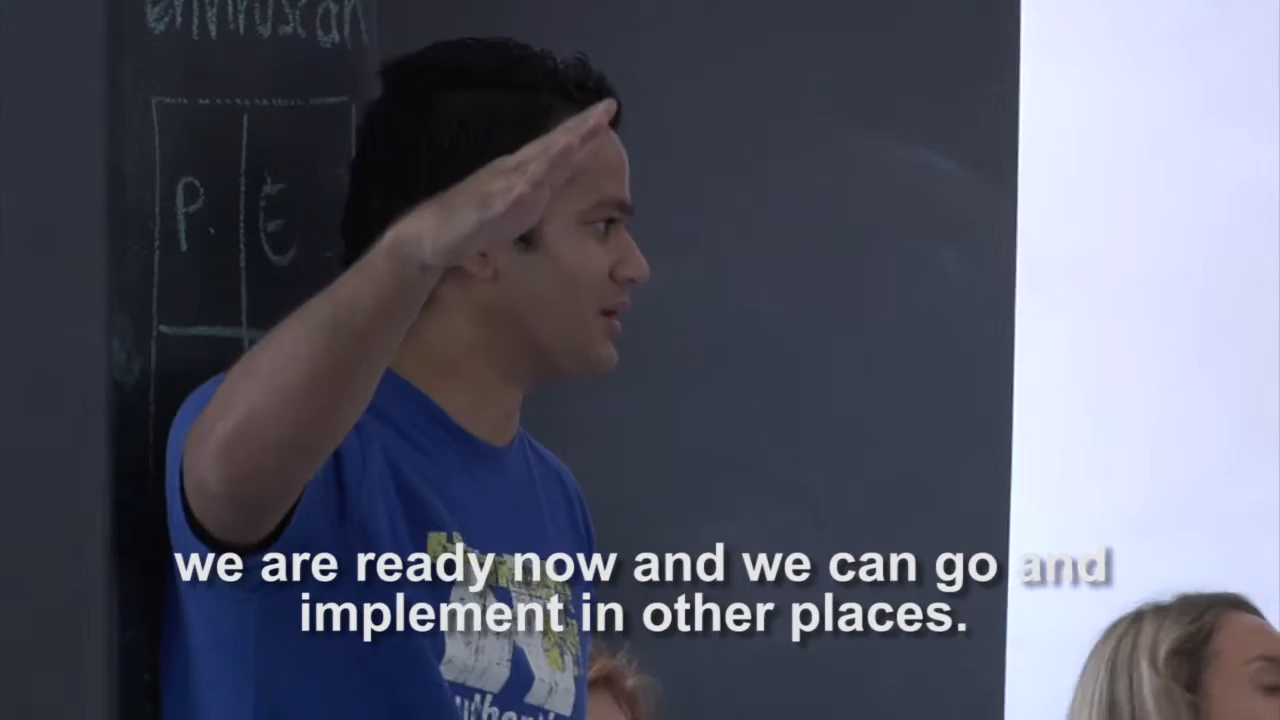 enviroscan
P. E
we are ready now and we can go and
implement in other places.